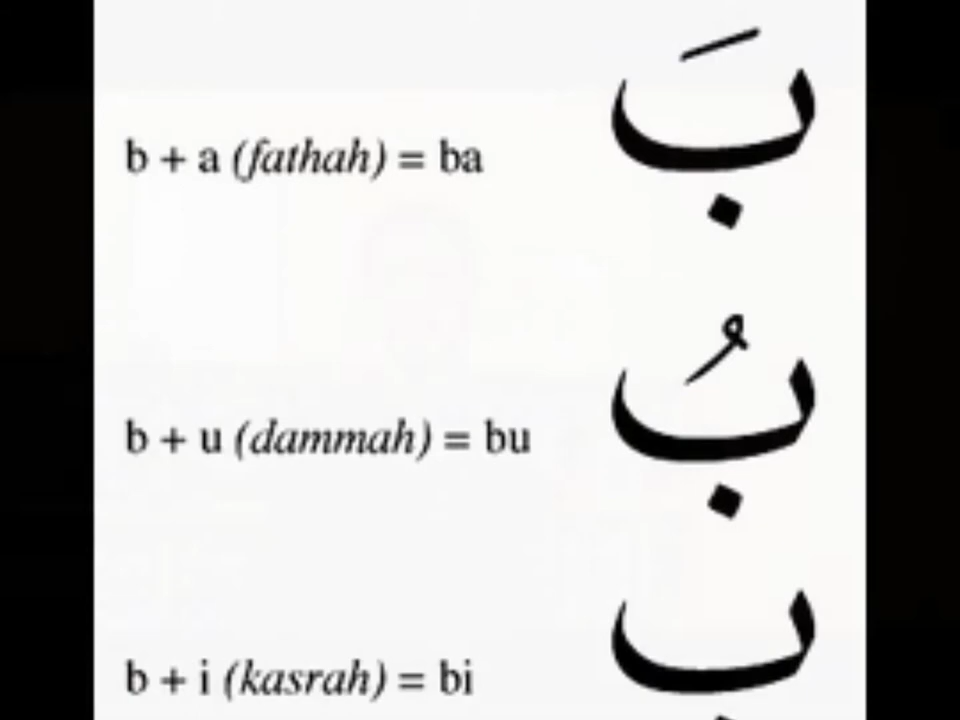 b + a (fathah) = ba بَ
b + u (dammah) = bu بُ
b + i (kasrah) = bi